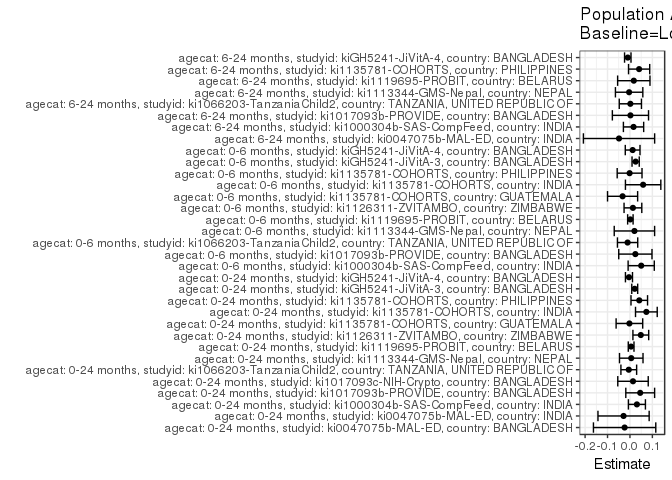 Population A
Baseline=Lo
agecat: 6-24 months, studyid: kiGH5241-JiVitA-4, country: BANGLADESH
agecat: 6-24 months, studyid: ki1135781-COHORTS, country: PHILIPPINES
agecat: 6-24 months, studyid: ki1119695-PROBIT, country: BELARUS
agecat: 6-24 months, studyid: ki1113344-GMS-Nepal, country: NEPAL
agecat: 6-24 months, studyid: ki1066203-TanzaniaChild2, country: TANZANIA, UNITED REPUBLIC OF
agecat: 6-24 months, studyid: ki1017093b-PROVIDE, country: BANGLADESH
agecat: 6-24 months, studyid: ki1000304b-SAS-CompFeed, country: INDIA
agecat: 6-24 months, studyid: ki0047075b-MAL-ED, country: INDIA
agecat: 0-6 months, studyid: kiGH5241-JiVitA-4, country: BANGLADESH
agecat: 0-6 months, studyid: kiGH5241-JiVitA-3, country: BANGLADESH
agecat: 0-6 months, studyid: ki1135781-COHORTS, country: PHILIPPINES
agecat: 0-6 months, studyid: ki1135781-COHORTS, country: INDIA
agecat: 0-6 months, studyid: ki1135781-COHORTS, country: GUATEMALA
agecat: 0-6 months, studyid: ki1126311-ZVITAMBO, country: ZIMBABWE
agecat: 0-6 months, studyid: ki1119695-PROBIT, country: BELARUS
agecat: 0-6 months, studyid: ki1113344-GMS-Nepal, country: NEPAL
agecat: 0-6 months, studyid: ki1066203-TanzaniaChild2, country: TANZANIA, UNITED REPUBLIC OF
agecat: 0-6 months, studyid: ki1017093b-PROVIDE, country: BANGLADESH
agecat: 0-6 months, studyid: ki1000304b-SAS-CompFeed, country: INDIA
agecat: 0-24 months, studyid: kiGH5241-JiVitA-4, country: BANGLADESH
agecat: 0-24 months, studyid: kiGH5241-JiVitA-3, country: BANGLADESH
agecat: 0-24 months, studyid: ki1135781-COHORTS, country: PHILIPPINES
agecat: 0-24 months, studyid: ki1135781-COHORTS, country: INDIA
agecat: 0-24 months, studyid: ki1135781-COHORTS, country: GUATEMALA
agecat: 0-24 months, studyid: ki1126311-ZVITAMBO, country: ZIMBABWE
agecat: 0-24 months, studyid: ki1119695-PROBIT, country: BELARUS
agecat: 0-24 months, studyid: ki1113344-GMS-Nepal, country: NEPAL
agecat: 0-24 months, studyid: ki1066203-TanzaniaChild2, country: TANZANIA, UNITED REPUBLIC OF
agecat: 0-24 months, studyid: ki1017093c-NIH-Crypto, country: BANGLADESH
agecat: 0-24 months, studyid: ki1017093b-PROVIDE, country: BANGLADESH
agecat: 0-24 months, studyid: ki1000304b-SAS-CompFeed, country: INDIA
agecat: 0-24 months, studyid: ki0047075b-MAL-ED, country: INDIA
agecat: 0-24 months, studyid: ki0047075b-MAL-ED, country: BANGLADESH
-0.2 -0.1 0.0 0.1
Estimate